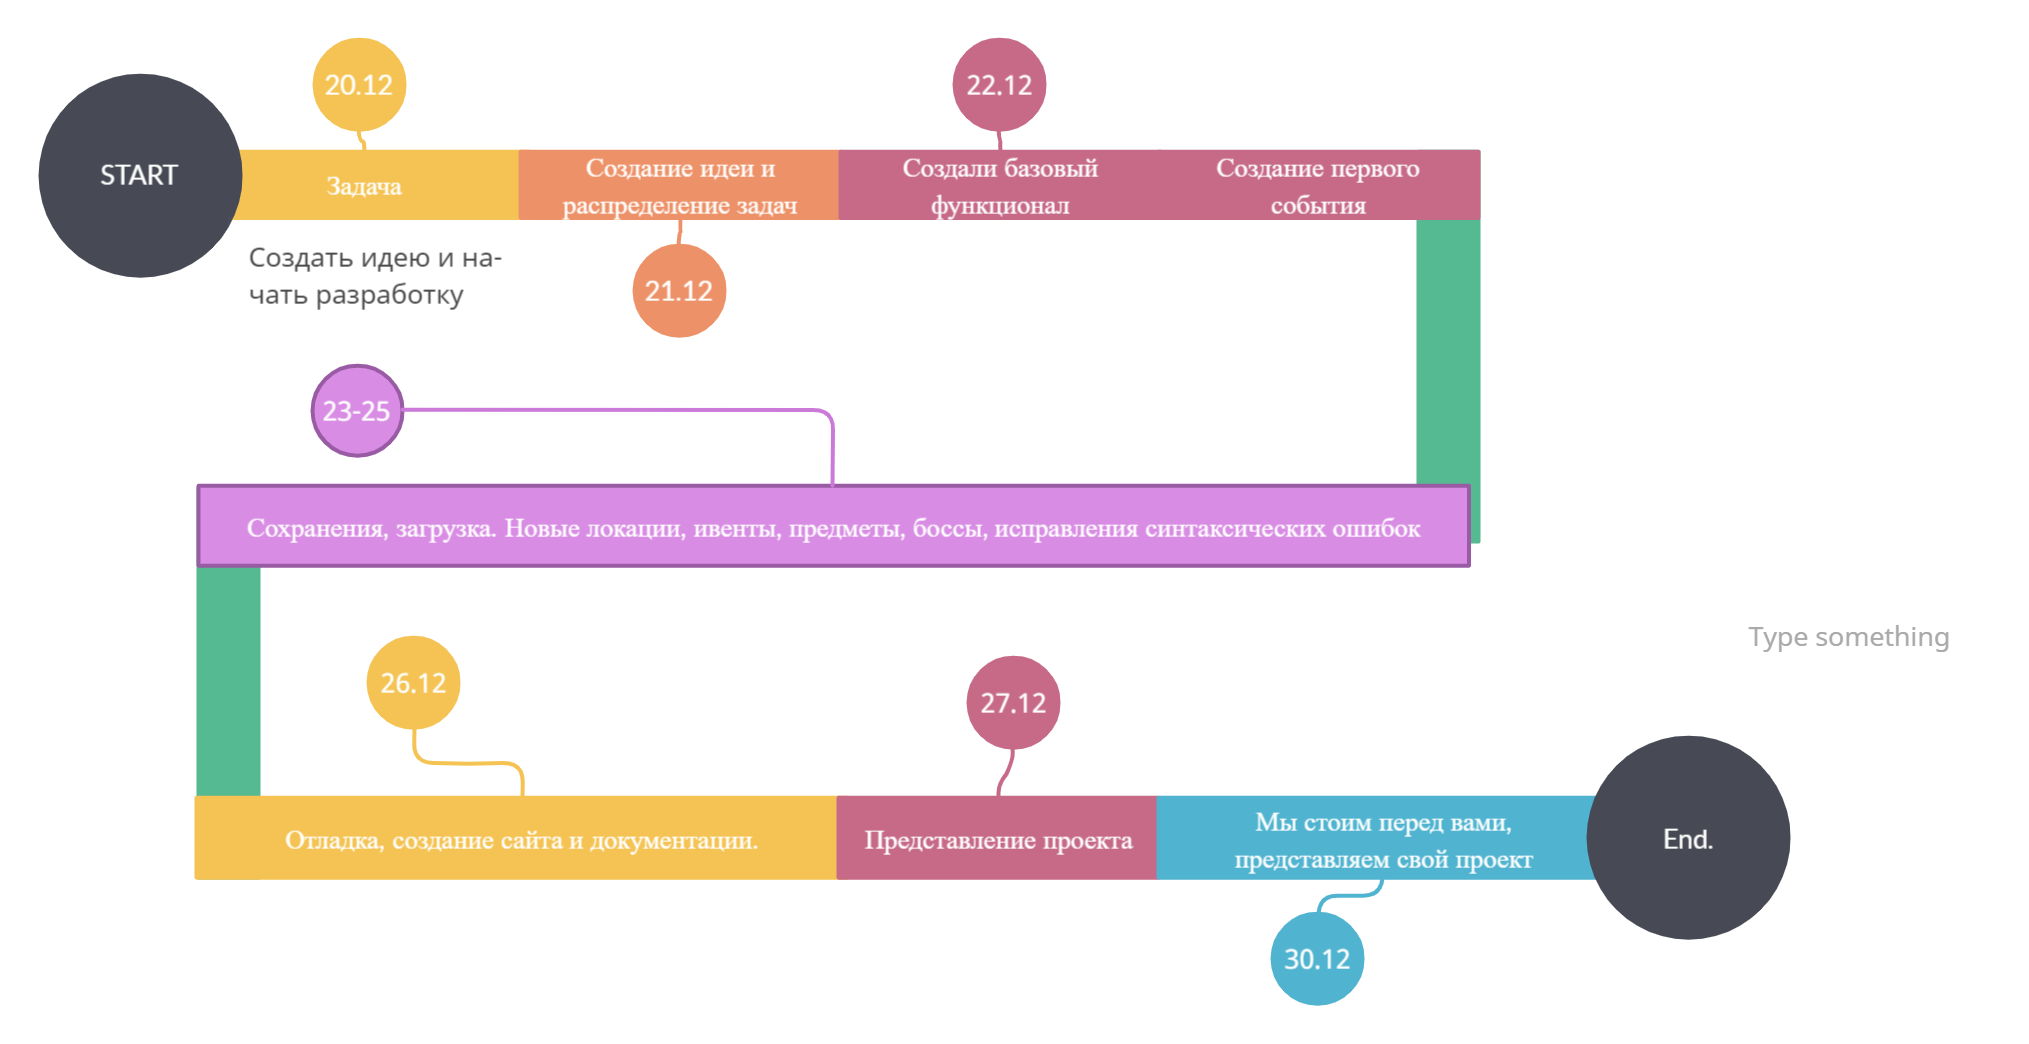 20.12
22.12
START
Задача
Создание идеи и
распределение задач
Создали базовый
функционал
Создание первого
события
Создать идею и на-
чать разработку
21.12
23-25
Сохранения, загрузка. Новые локации, ивенты, предметы, боссы, исправления синтаксических ошибок
Type something
26.12
27.12
Отладка, создание сайта и документации.
Представление проекта
Мы стоим перед вами,
представляем свой проект
End.
30.12